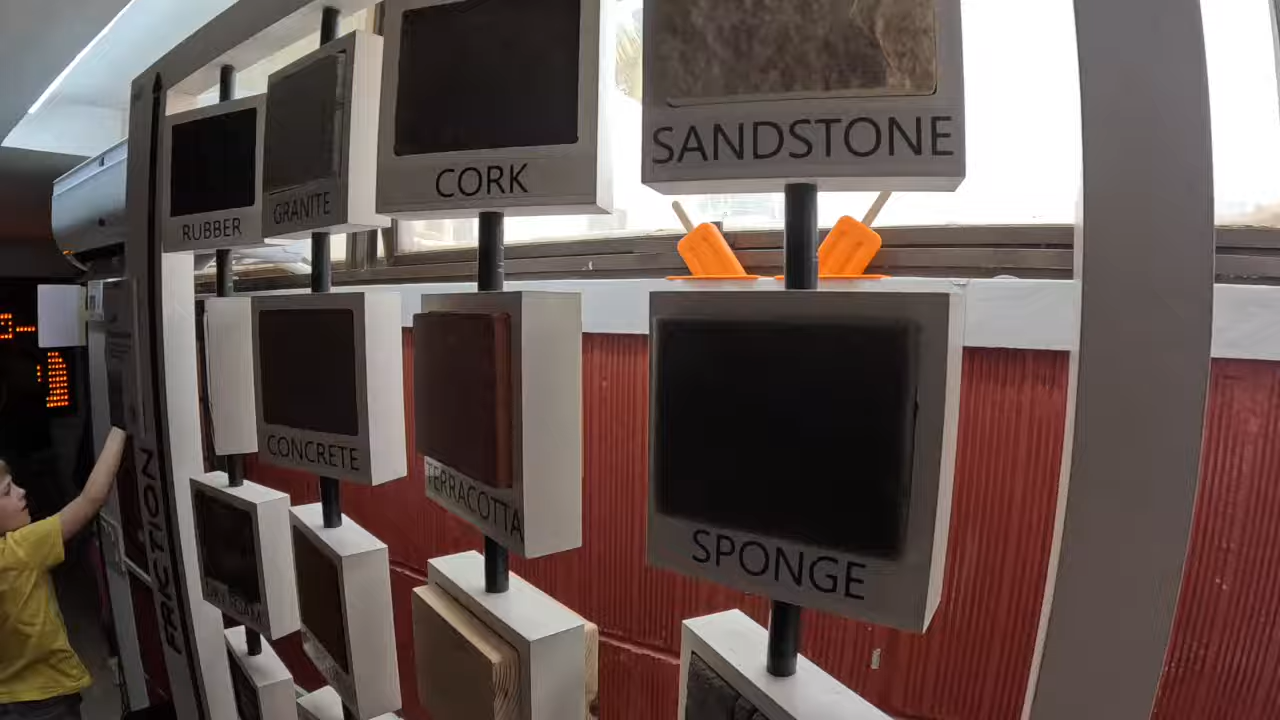 RUBBER
GRANITE
CORK
SANDSTONE
CONCRETE
TERRACOTTA
SPONGE
FRICTION